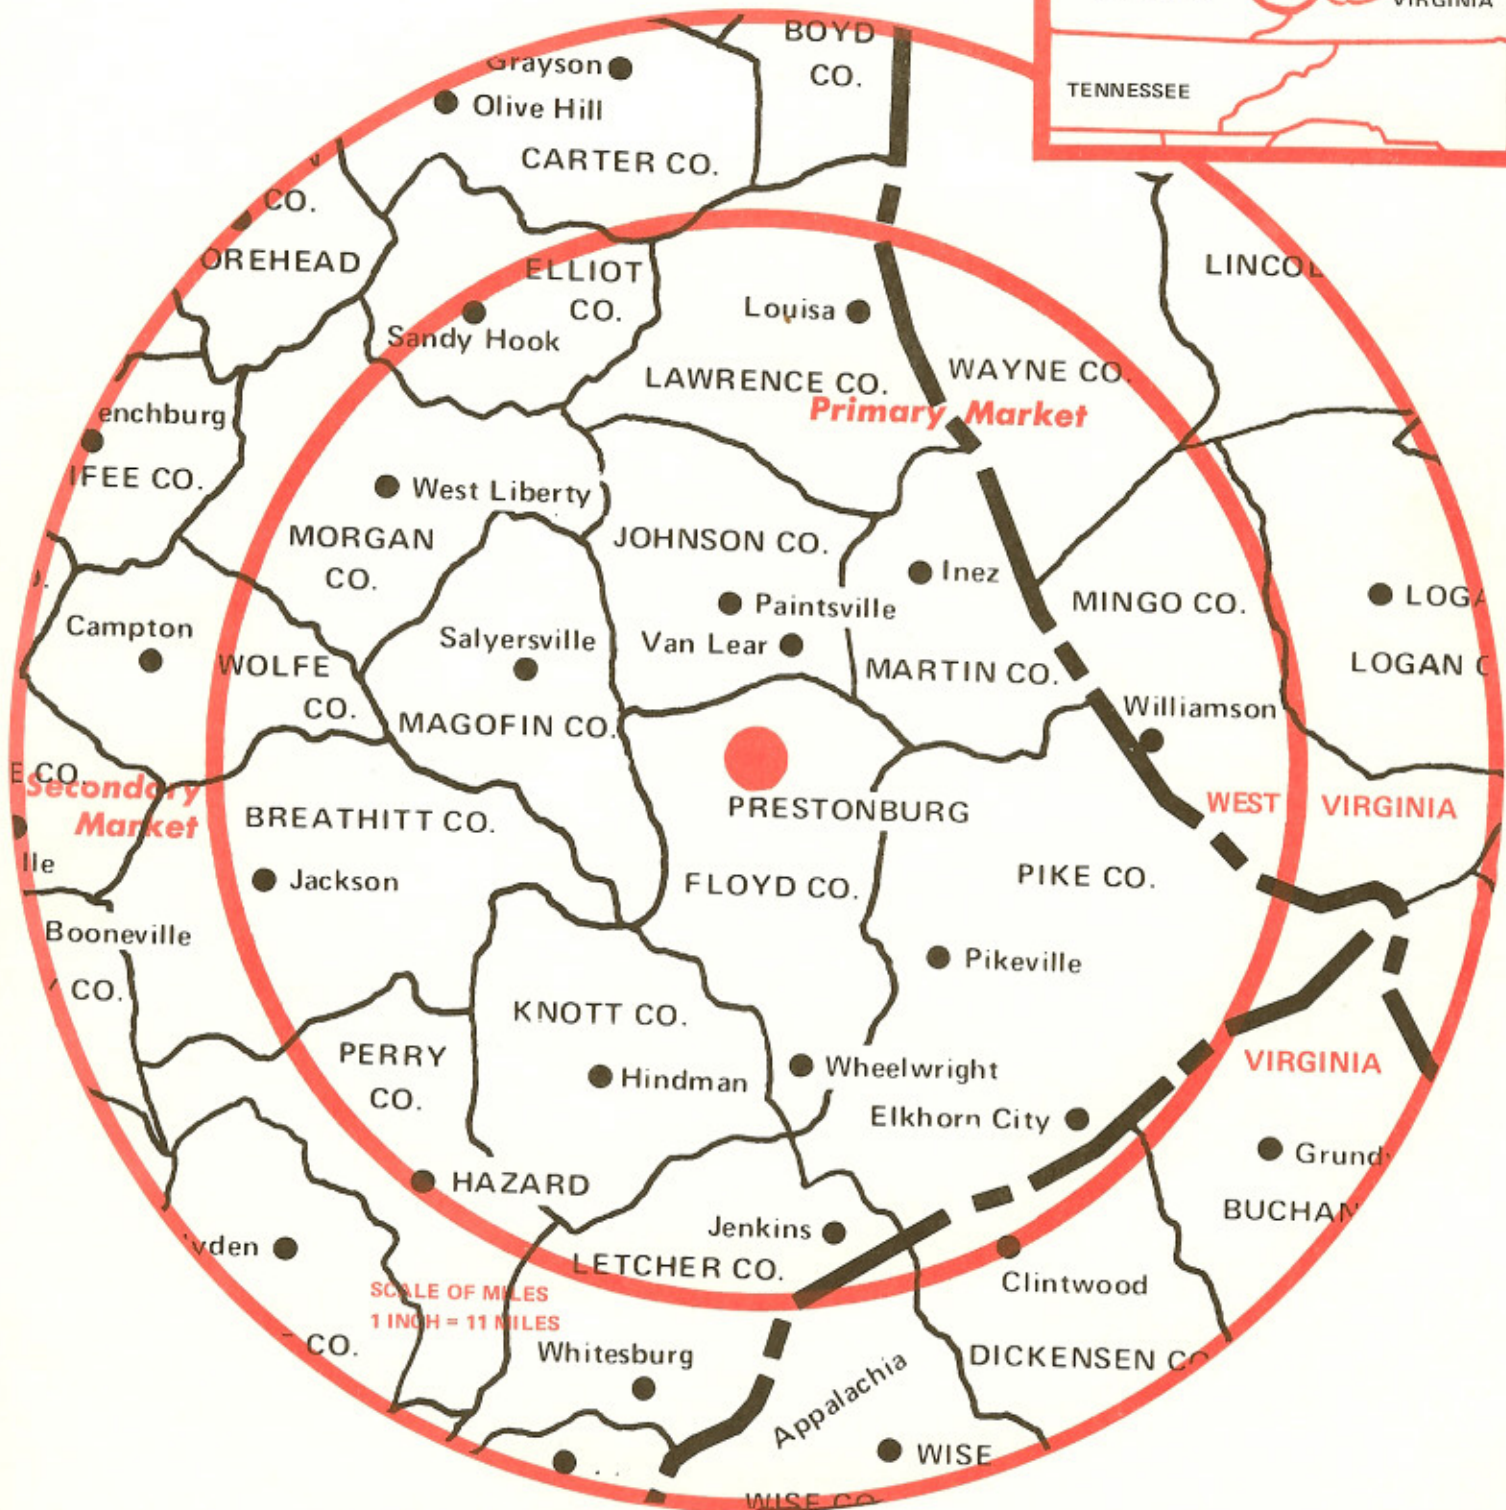 VIRGINIA
TENNESSEE
BOYD
CO.
Grayson
Olive Hill
CARTER CO.
CO.
OREHEAD
ELLIOT
CO.
Sandy Hook
Louisa
LINCOL
LAWRENCE CO.
WAYNE CO.
Primary Market
enchburg
IFEE CO.
West Liberty
MORGAN
CO.
JOHNSON CO.
Inez
Paintsville
Van Lear
MINGO CO.
LOGA
LOGAN C
Campton
WOLFE
CO.
Salyersville
MAGOFIN CO.
MARTIN CO.
Williamson
E CO.
Secondary
Market
BREATHITT CO.
PRESTONBURG
WEST VIRGINIA
lle
Jackson
FLOYD CO.
PIKE CO.
Booneville
CO.
Pikeville
KNOTT CO.
PERRY
CO.
Hindman
Wheelwright
VIRGINIA
Elkhorn City
Grund
HAZARD
BUCHAN
yden
Jenkins
LETCHER CO.
Clintwood
SCALE OF MILES
1 INCH = 11 MILES
CO.
Whitesburg
Appalachia
DICKENSEN CO
WISE
WISE CO